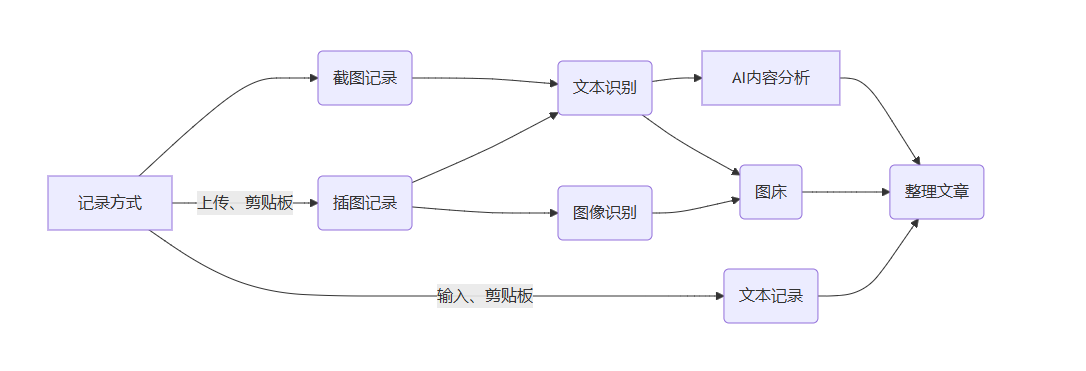 截图记录
文本识别
AI内容分析
记录方式
上传、剪贴板
插图记录
图像识别
图床
整理文章
输入、剪贴板
文本记录